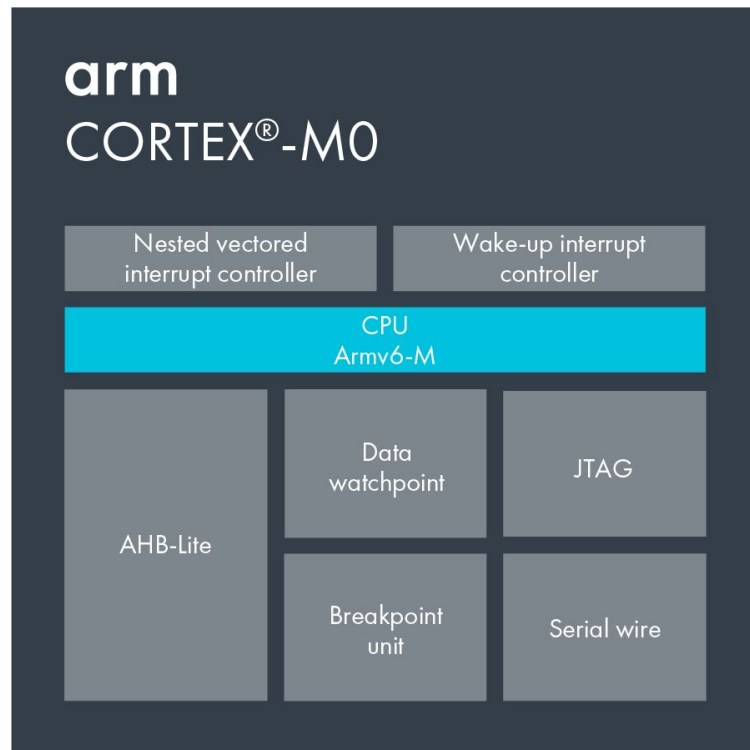 arm
CORTEX®-M0
Nested vectored
interrupt controller
Wake-up interrupt
controller
CPU
Armv6-M
AHB-Lite
Data
watchpoint
JTAG
Breakpoint
unit
Serial wire